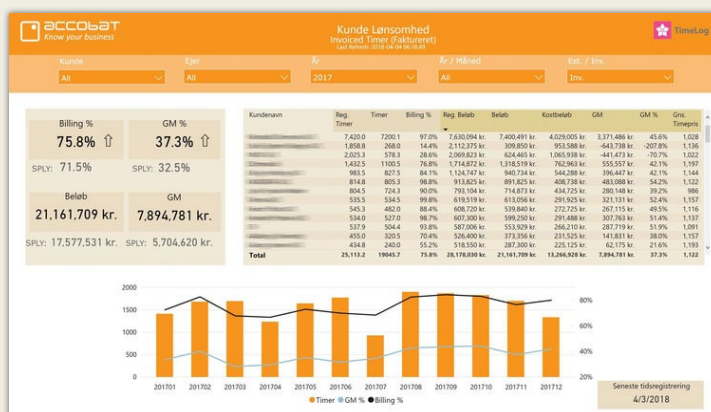 accobat
Know your business
Kunde Lønsomhed
Invoiced Timer (Faktureret)
Last Refresh: 2018-04-04 06:18:49
TimeLog
Kunde Ejer År År / Måned Est. / Inv.
All All 2017 All Inv.
Billing % GM %
75.8% 37.3%
SPLY: 71.5% SPLY: 32.5%
Beløb GM
21,161,709 kr. 7,894,781 kr.
SPLY: 17,577,531 kr. SPLY: 5,704,620 kr.
Kundenavn Reg. Timer Timer Billing % Reg. Beløb Beløb Kostbeløb GM GM % Gns. Timepris
7,420.0 7200.1 97.0% 7,630,094 kr. 7,400,491 kr. 4,029,005 kr. 3,371,486 kr. 45.6% 1,028
1,858.8 268.0 14.4% 2,112,375 kr. 309,850 kr. 953,588 kr. -643,738 kr. -207.8% 1,136
2,025.3 578.3 28.6% 2,069,823 kr. 624,465 kr. 1,065,938 kr. -441,473 kr. -70.7% 1,022
1,432.5 1100.5 76.8% 1,714,872 kr. 1,318,519 kr. 762,963 kr. 555,557 kr. 42.1% 1,197
983.5 827.5 84.1% 1,124,747 kr. 940,734 kr. 544,288 kr. 396,447 kr. 42.1% 1,144
814.8 805.3 98.8% 913,825 kr. 891,825 kr. 408,738 kr. 483,088 kr. 54.2% 1,122
804.5 724.3 90.0% 793,104 kr. 714,873 kr. 434,725 kr. 280,148 kr. 39.2% 986
535.5 534.5 99.8% 619,519 kr. 613,056 kr. 291,925 kr. 321,131 kr. 52.4% 1,157
545.3 482.0 88.4% 608,720 kr. 539,840 kr. 272,725 kr. 267,115 kr. 49.5% 1,116
534.0 527.0 98.7% 607,300 kr. 599,250 kr. 291,488 kr. 307,763 kr. 51.4% 1,137
537.9 504.4 93.8% 587,006 kr. 553,929 kr. 266,210 kr. 287,719 kr. 51.9% 1,091
455.0 320.5 70.4% 526,400 kr. 373,356 kr. 231,525 kr. 141,831 kr. 38.0% 1,157
434.8 240.0 55.2% 518,550 kr. 287,300 kr. 225,125 kr. 62,175 kr. 21.6% 1,193
Total 25,113.2 19045.7 75.8% 28,178,030 kr. 21,161,709 kr. 13,266,928 kr. 7,894,781 kr. 37.3% 1,122
2000
1500 80%
1000 60%
500 40%
0 20%
201701 201702 201703 201704 201705 201706 201707 201708 201709 201710 201711 201712
Timer GM % Billing %
Seneste tidsregistrering
4/3/2018